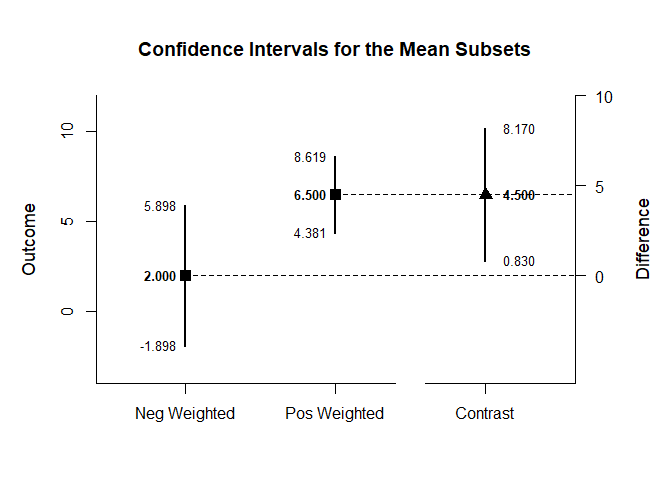 Confidence Intervals for the Mean Subsets
10
5
0
Outcome
5.898
2.000
-1.898
8.619
6.500
4.381
8.170
4.500
0.830
10
5
0
Difference
Neg Weighted
Pos Weighted
Contrast